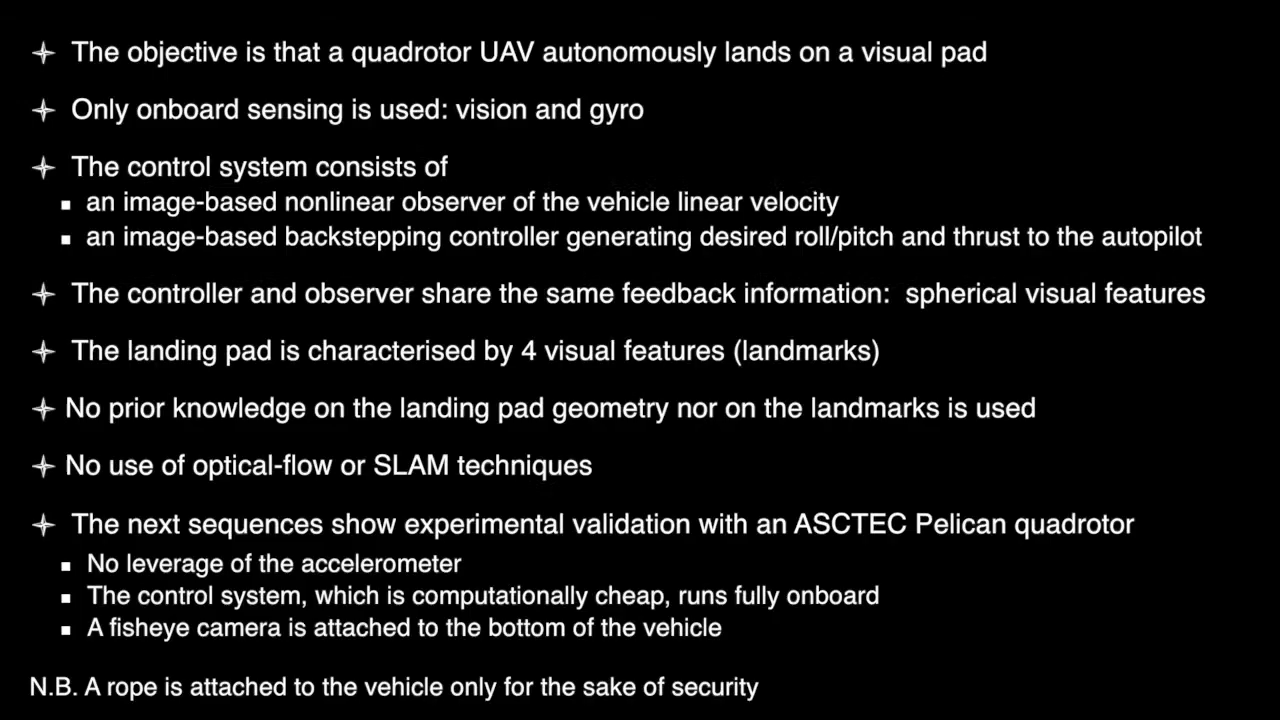 The objective is that a quadrotor UAV autonomously lands on a visual pad
Only onboard sensing is used: vision and gyro
The control system consists of
an image-based nonlinear observer of the vehicle linear velocity
an image-based backstepping controller generating desired roll/pitch and thrust to the autopilot
The controller and observer share the same feedback information: spherical visual features
The landing pad is characterised by 4 visual features (landmarks)
No prior knowledge on the landing pad geometry nor on the landmarks is used
No use of optical-flow or SLAM techniques
The next sequences show experimental validation with an ASCTEC Pelican quadrotor
No leverage of the accelerometer
The control system, which is computationally cheap, runs fully onboard
A fisheye camera is attached to the bottom of the vehicle
N.B. A rope is attached to the vehicle only for the sake of security